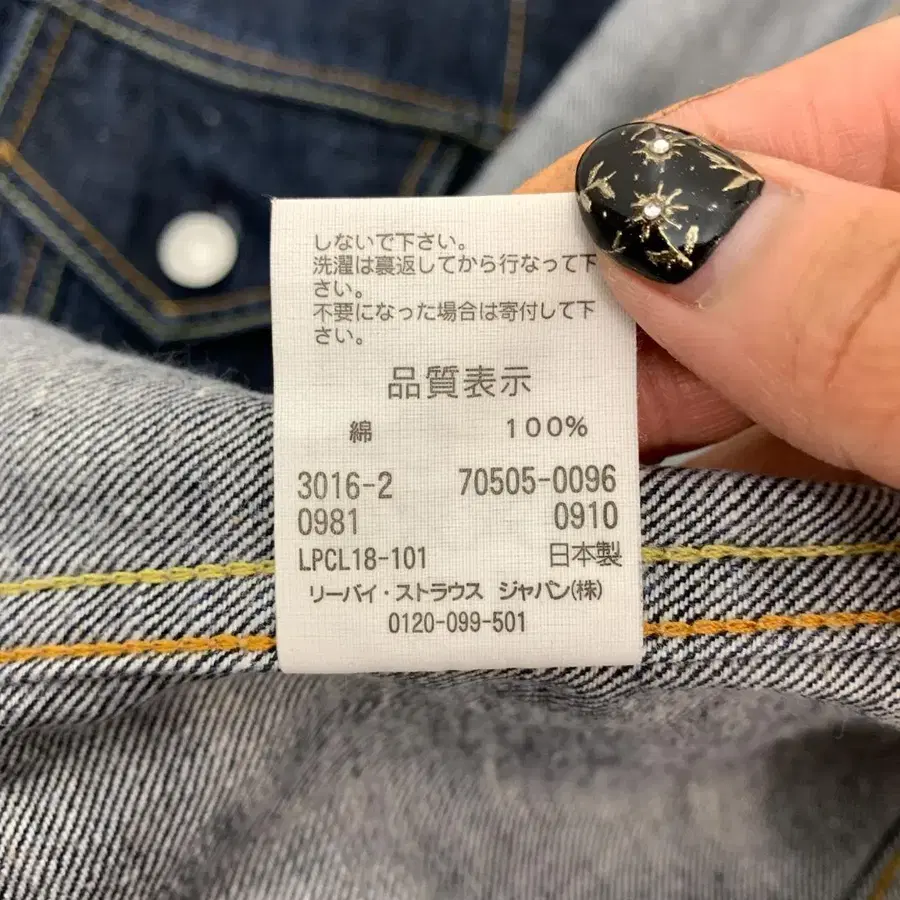 しないで下さい。
洗濯は裏返してから行なって下
さい。
不要になった場合は寄付して下
さい。
品質表示
綿 100%
3016-2 70505-0096
0981 0910
LPCL18-101 日本製
リーバイ・ストラウス ジャパン(株)
0120-099-501